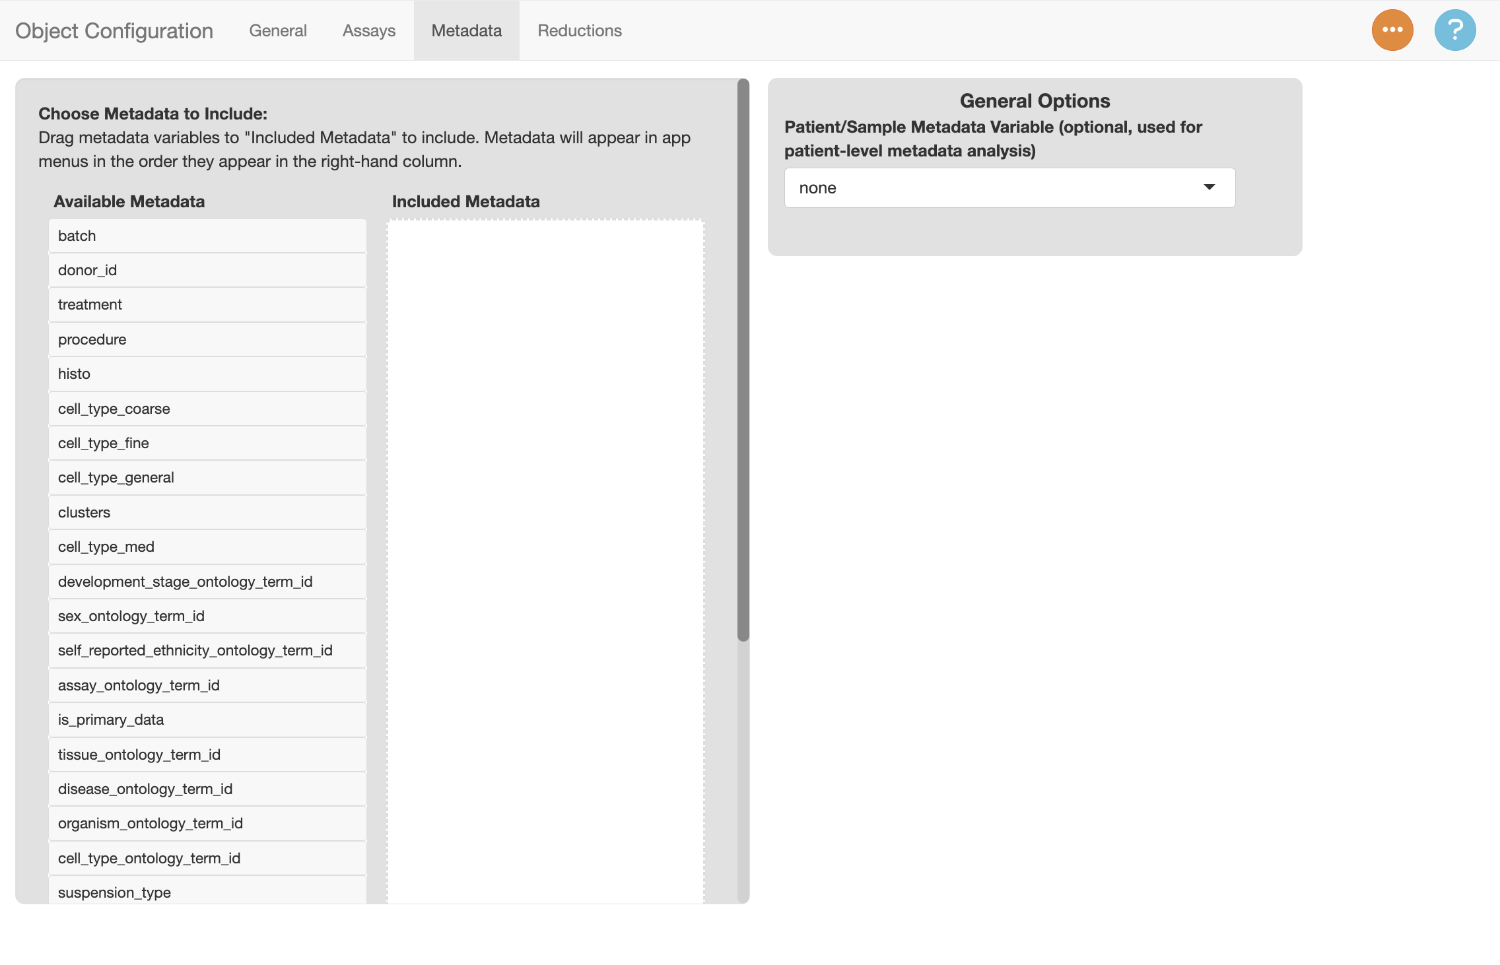 Object Configuration
General
Assays
Metadata
Reductions
?
Choose Metadata to Include:
Drag metadata variables to "Included Metadata" to include. Metadata will appear in app
menus in the order they appear in the right-hand column.
Available Metadata
batch
donor_id
treatment
procedure
histo
cell_type_coarse
cell_type_fine
cell_type_general
clusters
cell_type_med
development_stage_ontology_term_id
sex_ontology_term_id
self_reported_ethnicity_ontology_term_id
assay_ontology_term_id
is_primary_data
tissue_ontology_term_id
disease_ontology_term_id
organism_ontology_term_id
cell_type_ontology_term_id
suspension_type
Included Metadata
General Options
Patient/Sample Metadata Variable (optional, used for
patient-level metadata analysis)
none